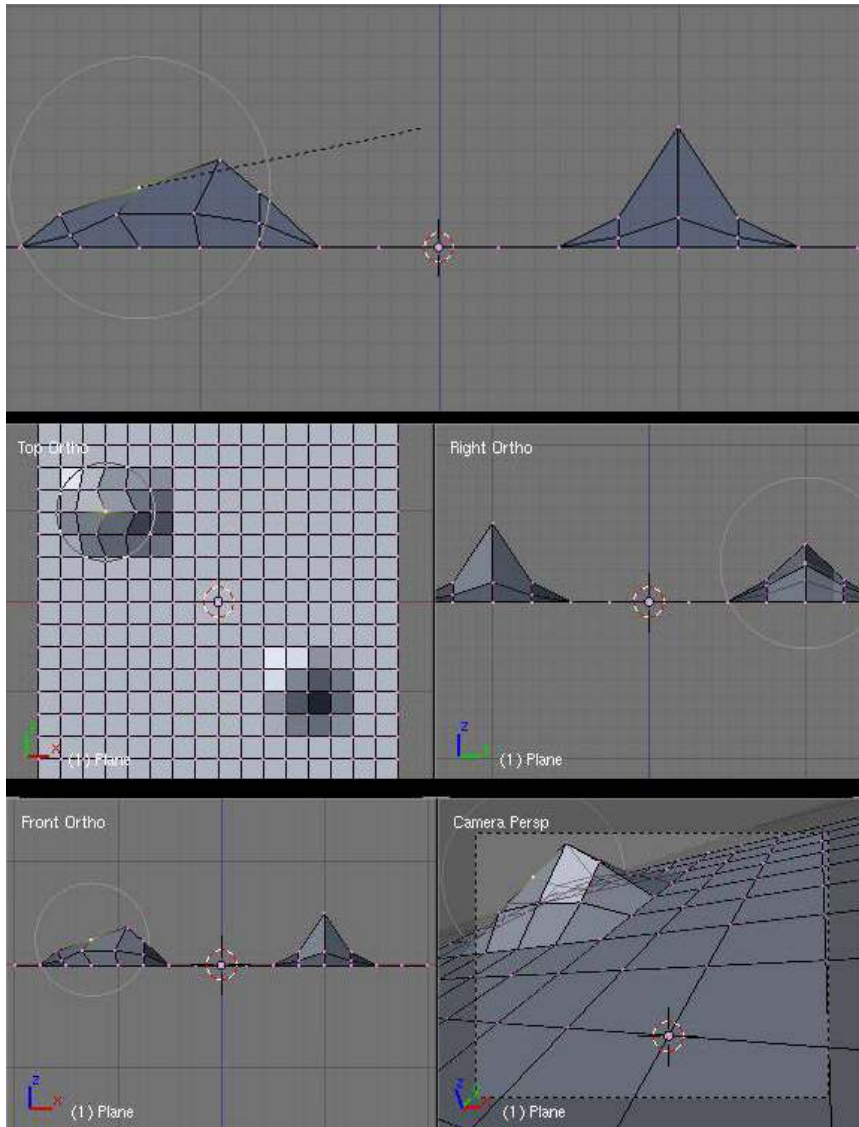 Top Ortho
Right Ortho
x
z
(1) Plane
(1) Plane
Front Ortho
Camera Persp
z
x
z
x
(1) Plane
(1) Plane